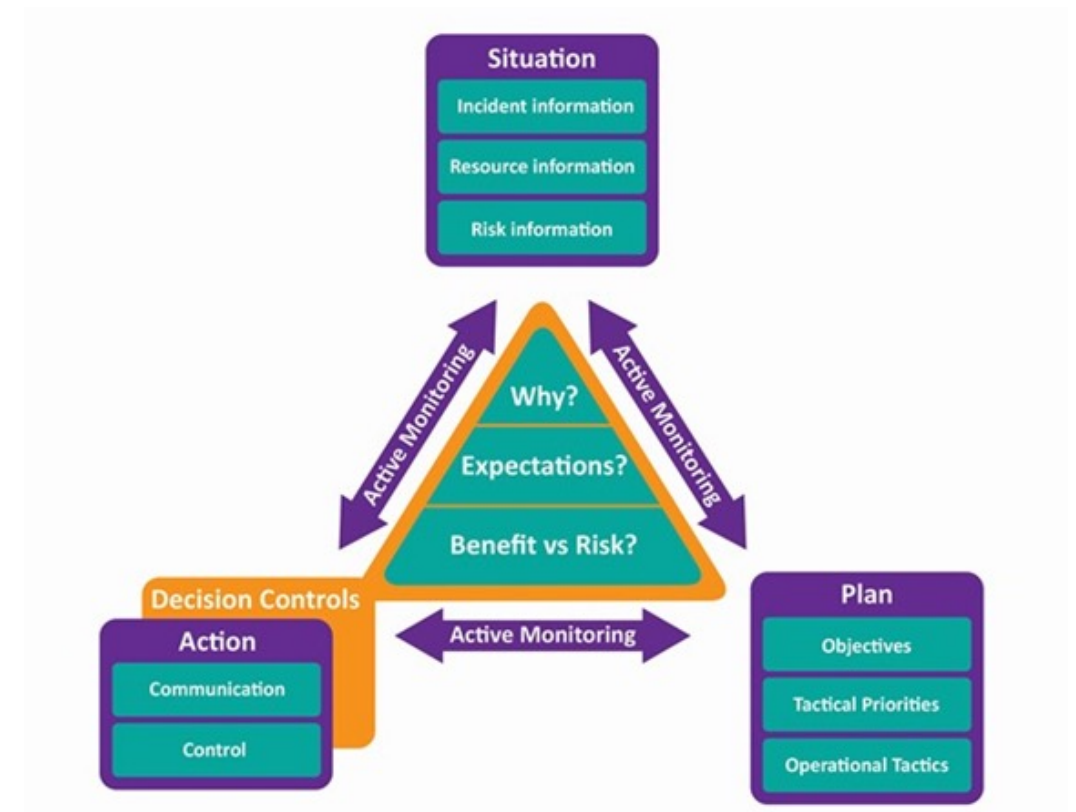 Situation
Incident information
Resource information
Risk information
Active Monitoring
Active Monitoring
Why?
Expectations?
Benefit vs Risk?
Decision Controls
Action
Communication
Control
Active Monitoring
Plan
Objectives
Tactical Priorities
Operational Tactics